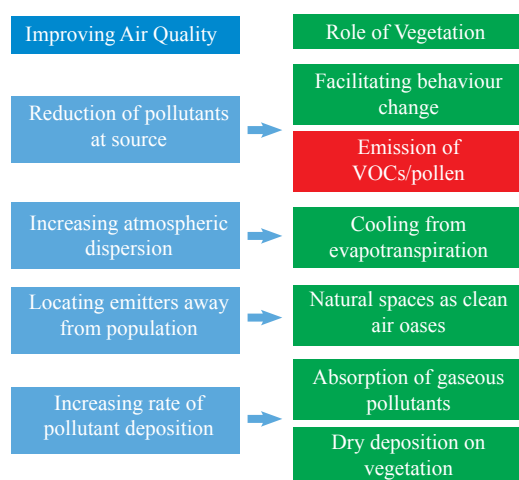 Improving Air Quality
Role of Vegetation
Reduction of pollutants
at source
Facilitating behaviour
change
Emission of
VOCs/pollen
Increasing atmospheric
dispersion
Cooling from
evapotranspiration
Locating emitters away
from population
Natural spaces as clean
air oases
Increasing rate of
pollutant deposition
Absorption of gaseous
pollutants
Dry deposition on
vegetation